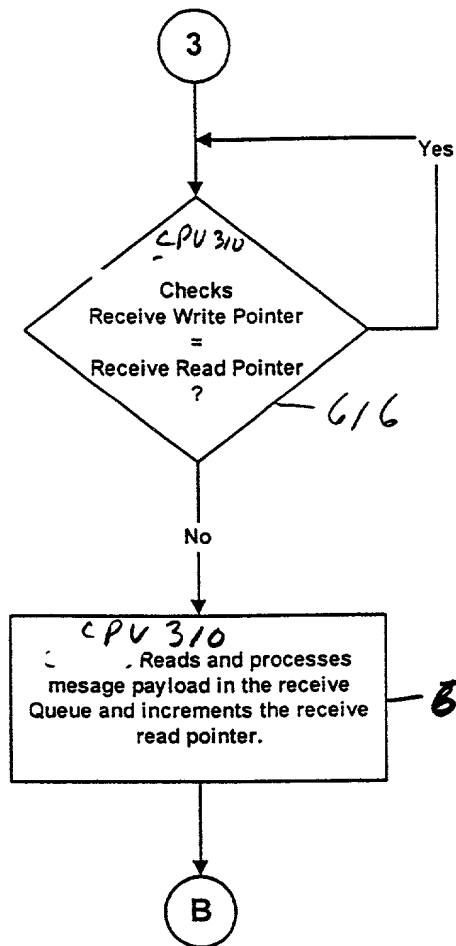 3
Yes
CPU 310
Checks
Receive Write Pointer
=
Receive Read Pointer
?
616
No
CPU 310
Reads and processes
mesage payload in the receive
Queue and increments the receive
read pointer.
B